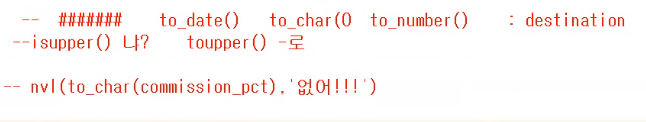 -- ####### to_date() to_char(0 to_number() : destination
--isupper() 냐? toupper() -로
-- nvl(to_char(commission_pct),'없어!!!')